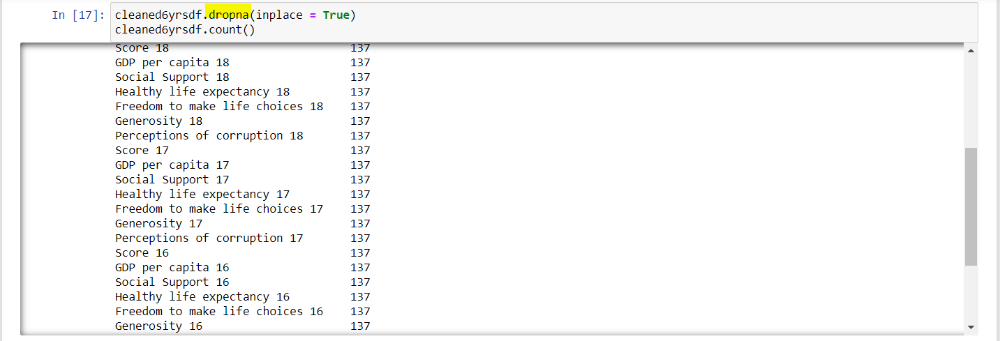 In [17]: cleaned6yrsdf.dropna(inplace = True)
cleaned6yrsdf.count()
Score 18 137
GDP per capita 18 137
Social Support 18 137
Healthy life expectancy 18 137
Freedom to make life choices 18 137
Generosity 18 137
Perceptions of corruption 18 137
Score 17 137
GDP per capita 17 137
Social Support 17 137
Healthy life expectancy 17 137
Freedom to make life choices 17 137
Generosity 17 137
Perceptions of corruption 17 137
Score 16 137
GDP per capita 16 137
Social Support 16 137
Healthy life expectancy 16 137
Freedom to make life choices 16 137
Generosity 16 137